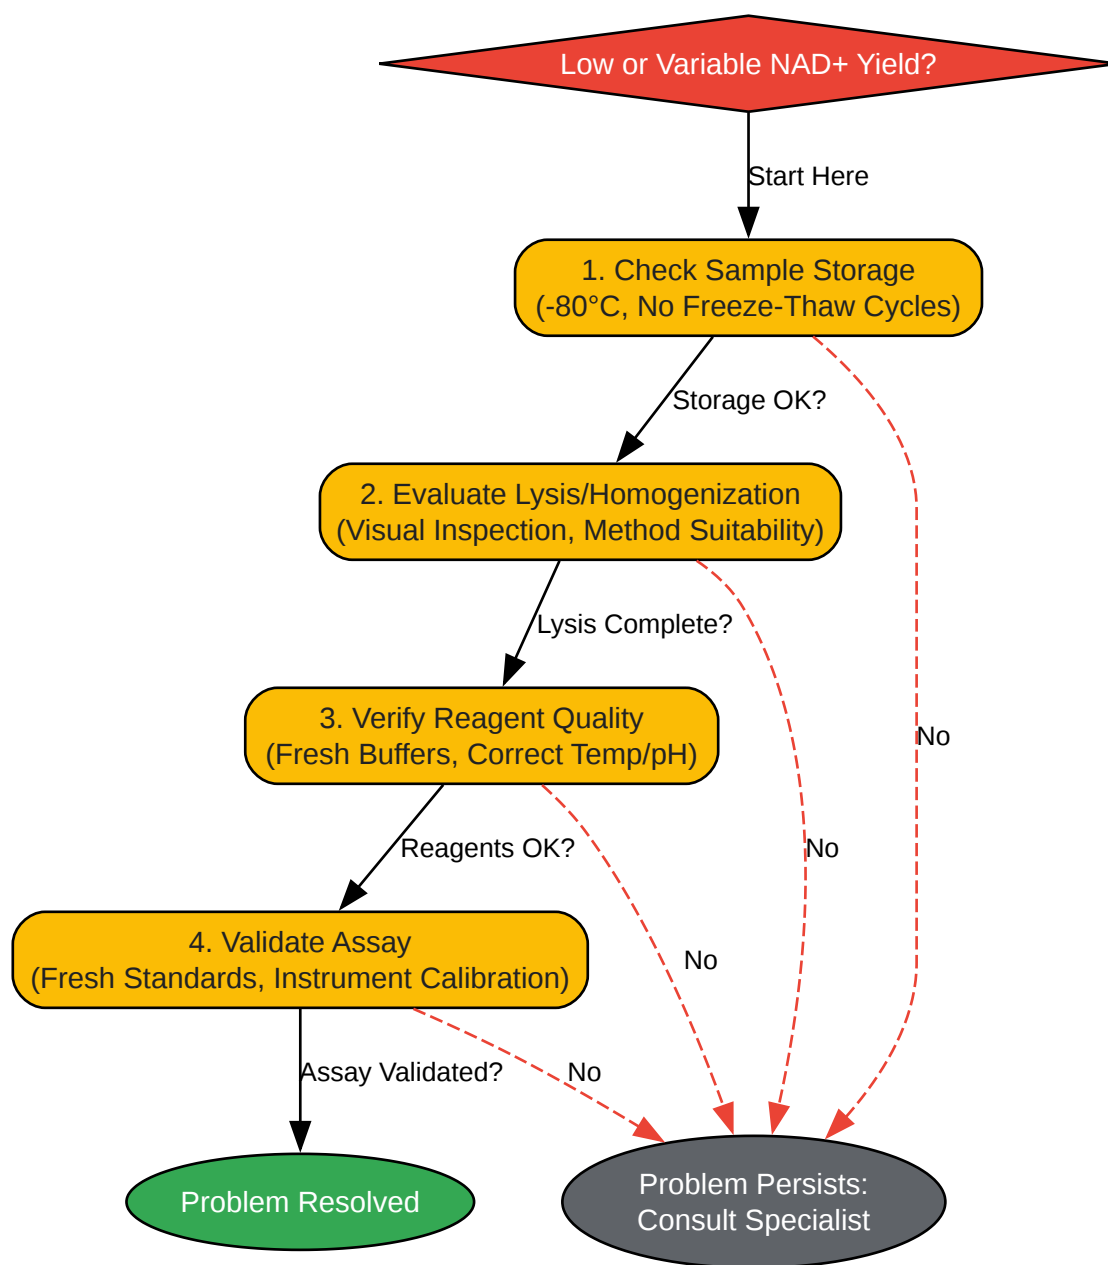 Low or Variable NAD+ Yield?
Start Here
1. Check Sample Storage
(-80°C, No Freeze-Thaw Cycles)
Storage OK?
2. Evaluate Lysis/Homogenization
(Visual Inspection, Method Suitability)
Lysis Complete?
3. Verify Reagent Quality
(Fresh Buffers, Correct Temp/pH)
No
Reagents OK?
No
4. Validate Assay
(Fresh Standards, Instrument Calibration)
No
Assay Validated?
No
Problem Resolved
Problem Persists:
Consult Specialist